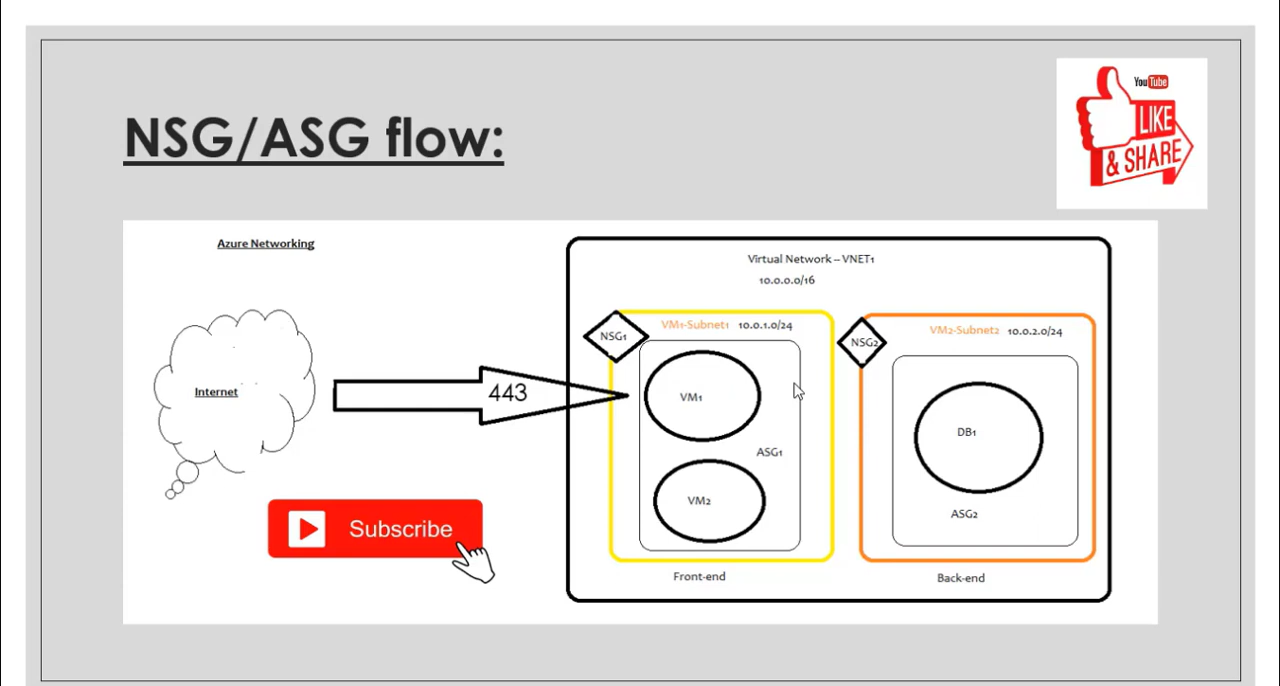 NSG/ASG flow:
YouTube
LIKE
& SHARE
Azure Networking
Virtual Network – VNET1
10.0.0.0/16
NSG1
VM1-Subnet1 10.0.1.0/24
NSG2
VM2-Subnet2 10.0.2.0/24
Internet
443
VM1
ASG1
VM2
DB1
ASG2
Subscribe
Front-end
Back-end